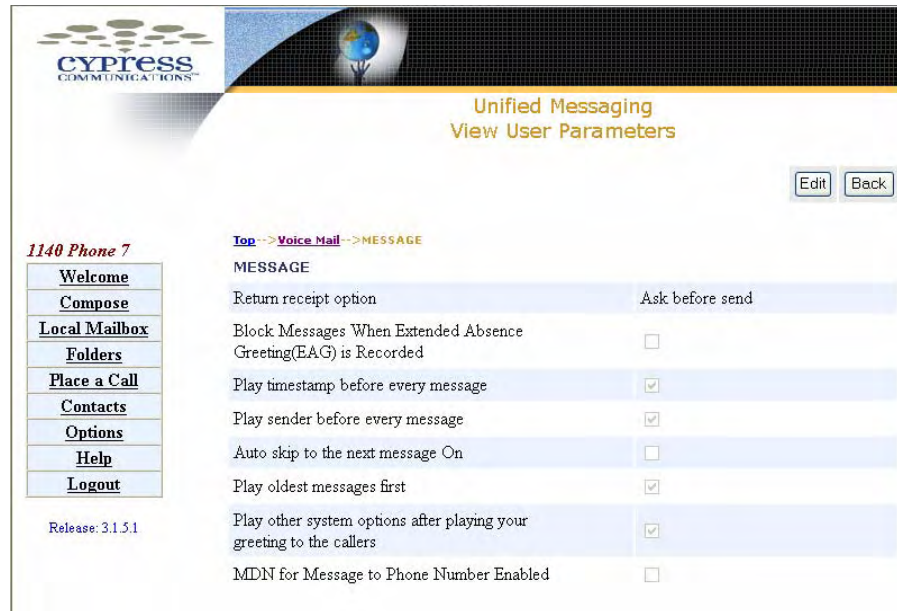 CYPRESS
COMMUNICATIONS™
Unified Messaging
View User Parameters
Edit
Back
1140 Phone 7
Welcome
Compose
Local Mailbox
Folders
Place a Call
Contacts
Options
Help
Logout
Release: 3.1.5.1
Top-->Voice Mail-->MESSAGE
MESSAGE
Return receipt option Ask before send
Block Messages When Extended Absence
Greeting(EAG) is Recorded
Play timestamp before every message
Play sender before every message
Auto skip to the next message On
Play oldest messages first
Play other system options after playing your
greeting to the callers
MDN for Message to Phone Number Enabled